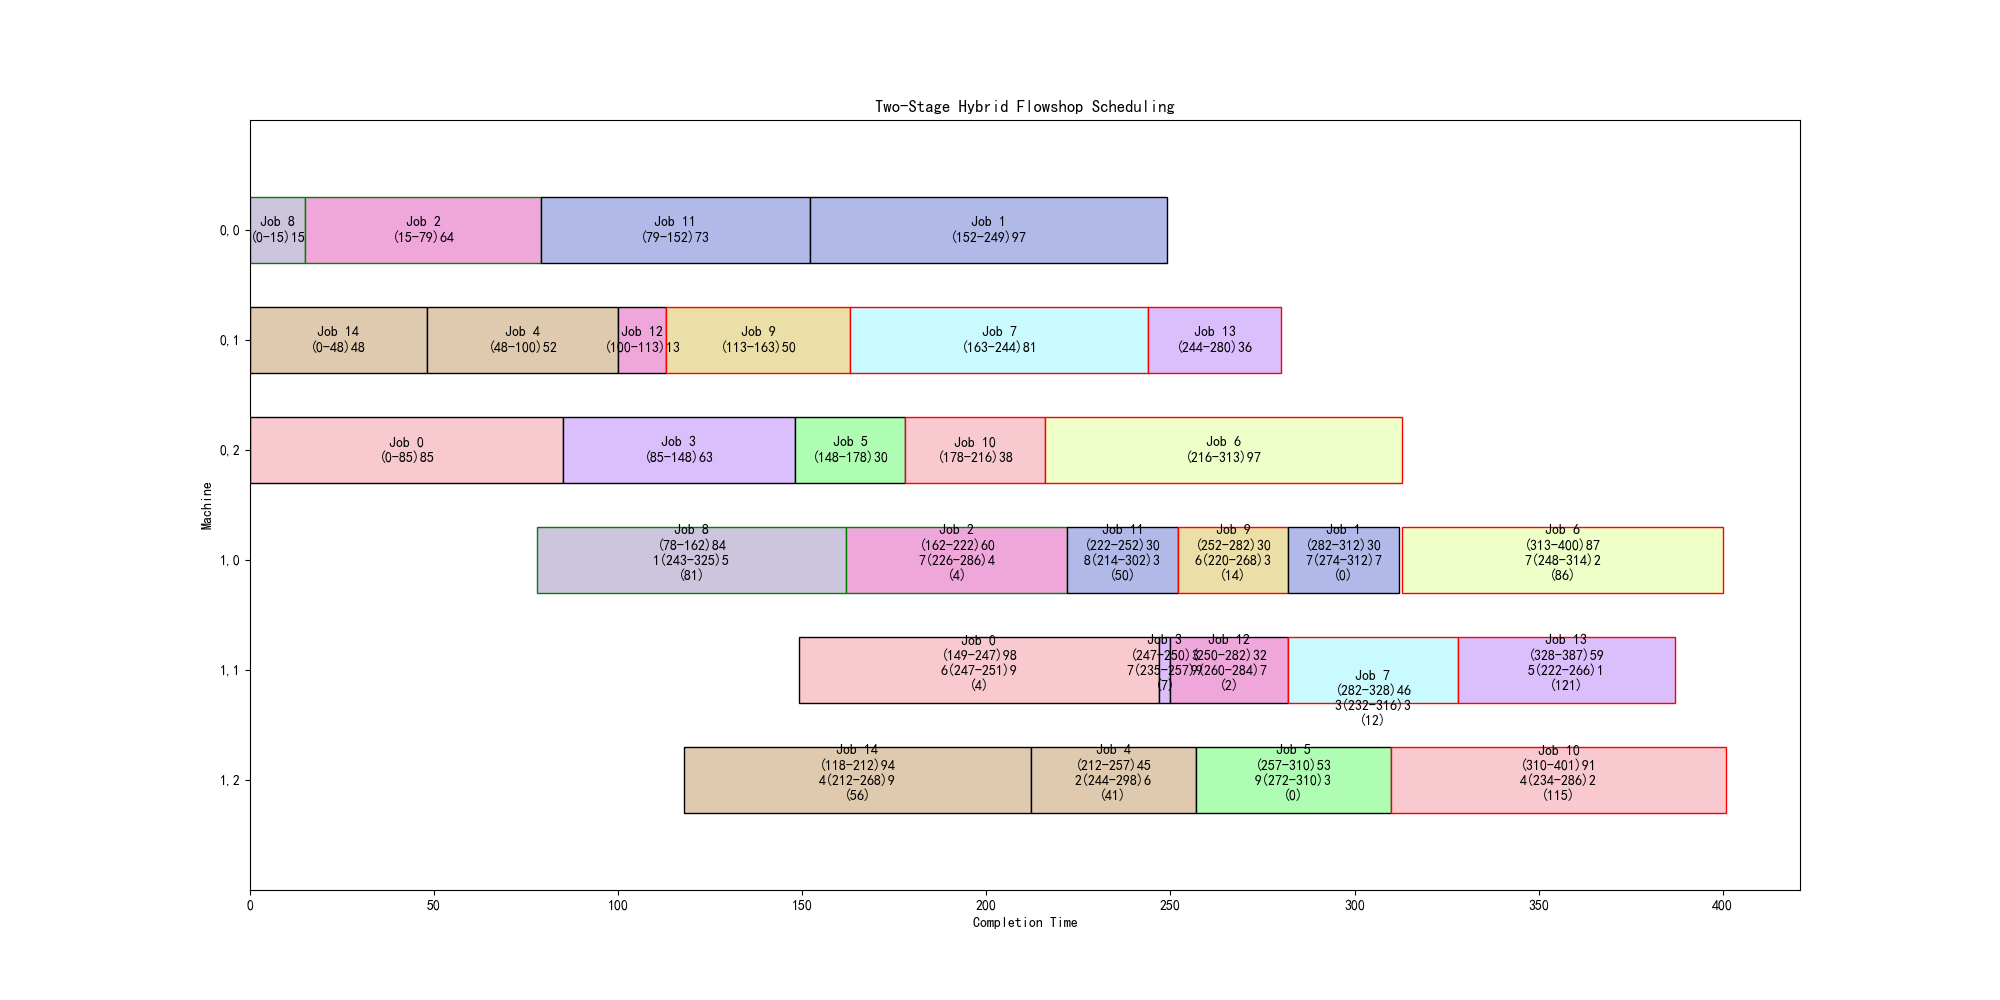 Two-Stage Hybrid Flowshop Scheduling
Machine
0,0
Job 8
(0-15)15
Job 2
(15-79)64
Job 11
(79-152)73
Job 1
(152-249)97
0,1
Job 14
(0-48)48
Job 4
(48-100)52
Job 12
(100-113)13
Job 9
(113-163)50
Job 7
(163-244)81
Job 13
(244-280)36
0,2
Job 0
(0-85)85
Job 3
(85-148)63
Job 5
(148-178)30
Job 10
(178-216)38
Job 6
(216-313)97
1,0
Job 8
(78-162)84
1(243-325)5
(81)
Job 2
(162-222)60
7(226-286)4
(4)
Job 11
(222-252)30
8(214-302)3
(50)
Job 9
(252-282)30
6(220-268)3
(14)
Job 1
(282-312)30
7(274-312)7
(0)
Job 6
(313-400)87
7(248-314)2
(86)
1,1
Job 0
(149-247)98
6(247-251)9
(4)
Job 3
(247-250)3
7(235-257)9
(7)
Job 12
(250-282)32
(260-284)7
(2)
Job 7
(282-328)46
3(232-316)3
(12)
Job 13
(328-387)59
5(222-266)1
(121)
1,2
Job 14
(118-212)94
4(212-268)9
(56)
Job 4
(212-257)45
2(244-298)6
(41)
Job 5
(257-310)53
9(272-310)3
(0)
Job 10
(310-401)91
4(234-286)2
(115)
0
50
100
150
200
250
300
350
400
Completion Time